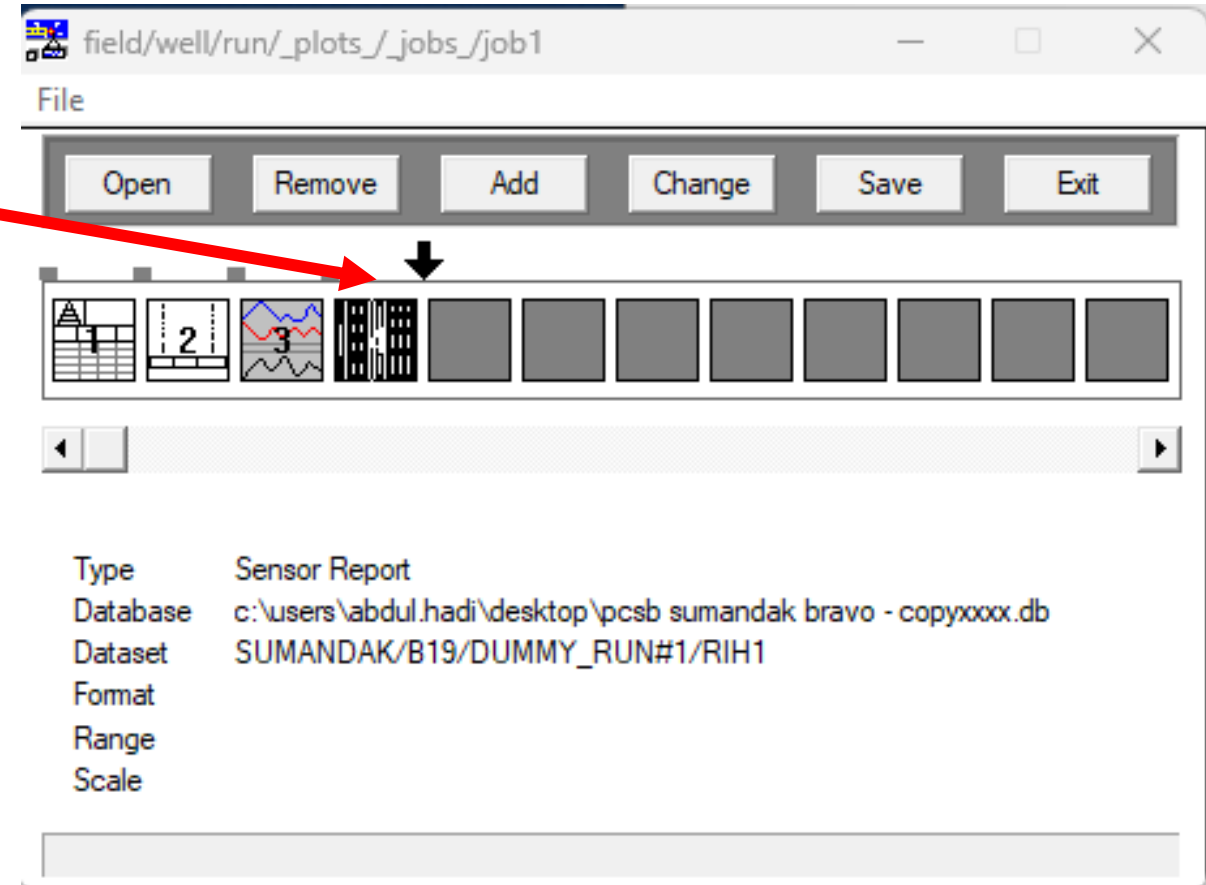 field/well/run/_plots_/_jobs_/job1
File
Open Remove Add Change Save Exit
1 2 3
Type Sensor Report
Database c:\users\abdul.hadi\desktop\pcsb sumandak bravo - copyxxxx.db
Dataset SUMANDAK/B19/DUMMY_RUN#1/RIH1
Format
Range
Scale